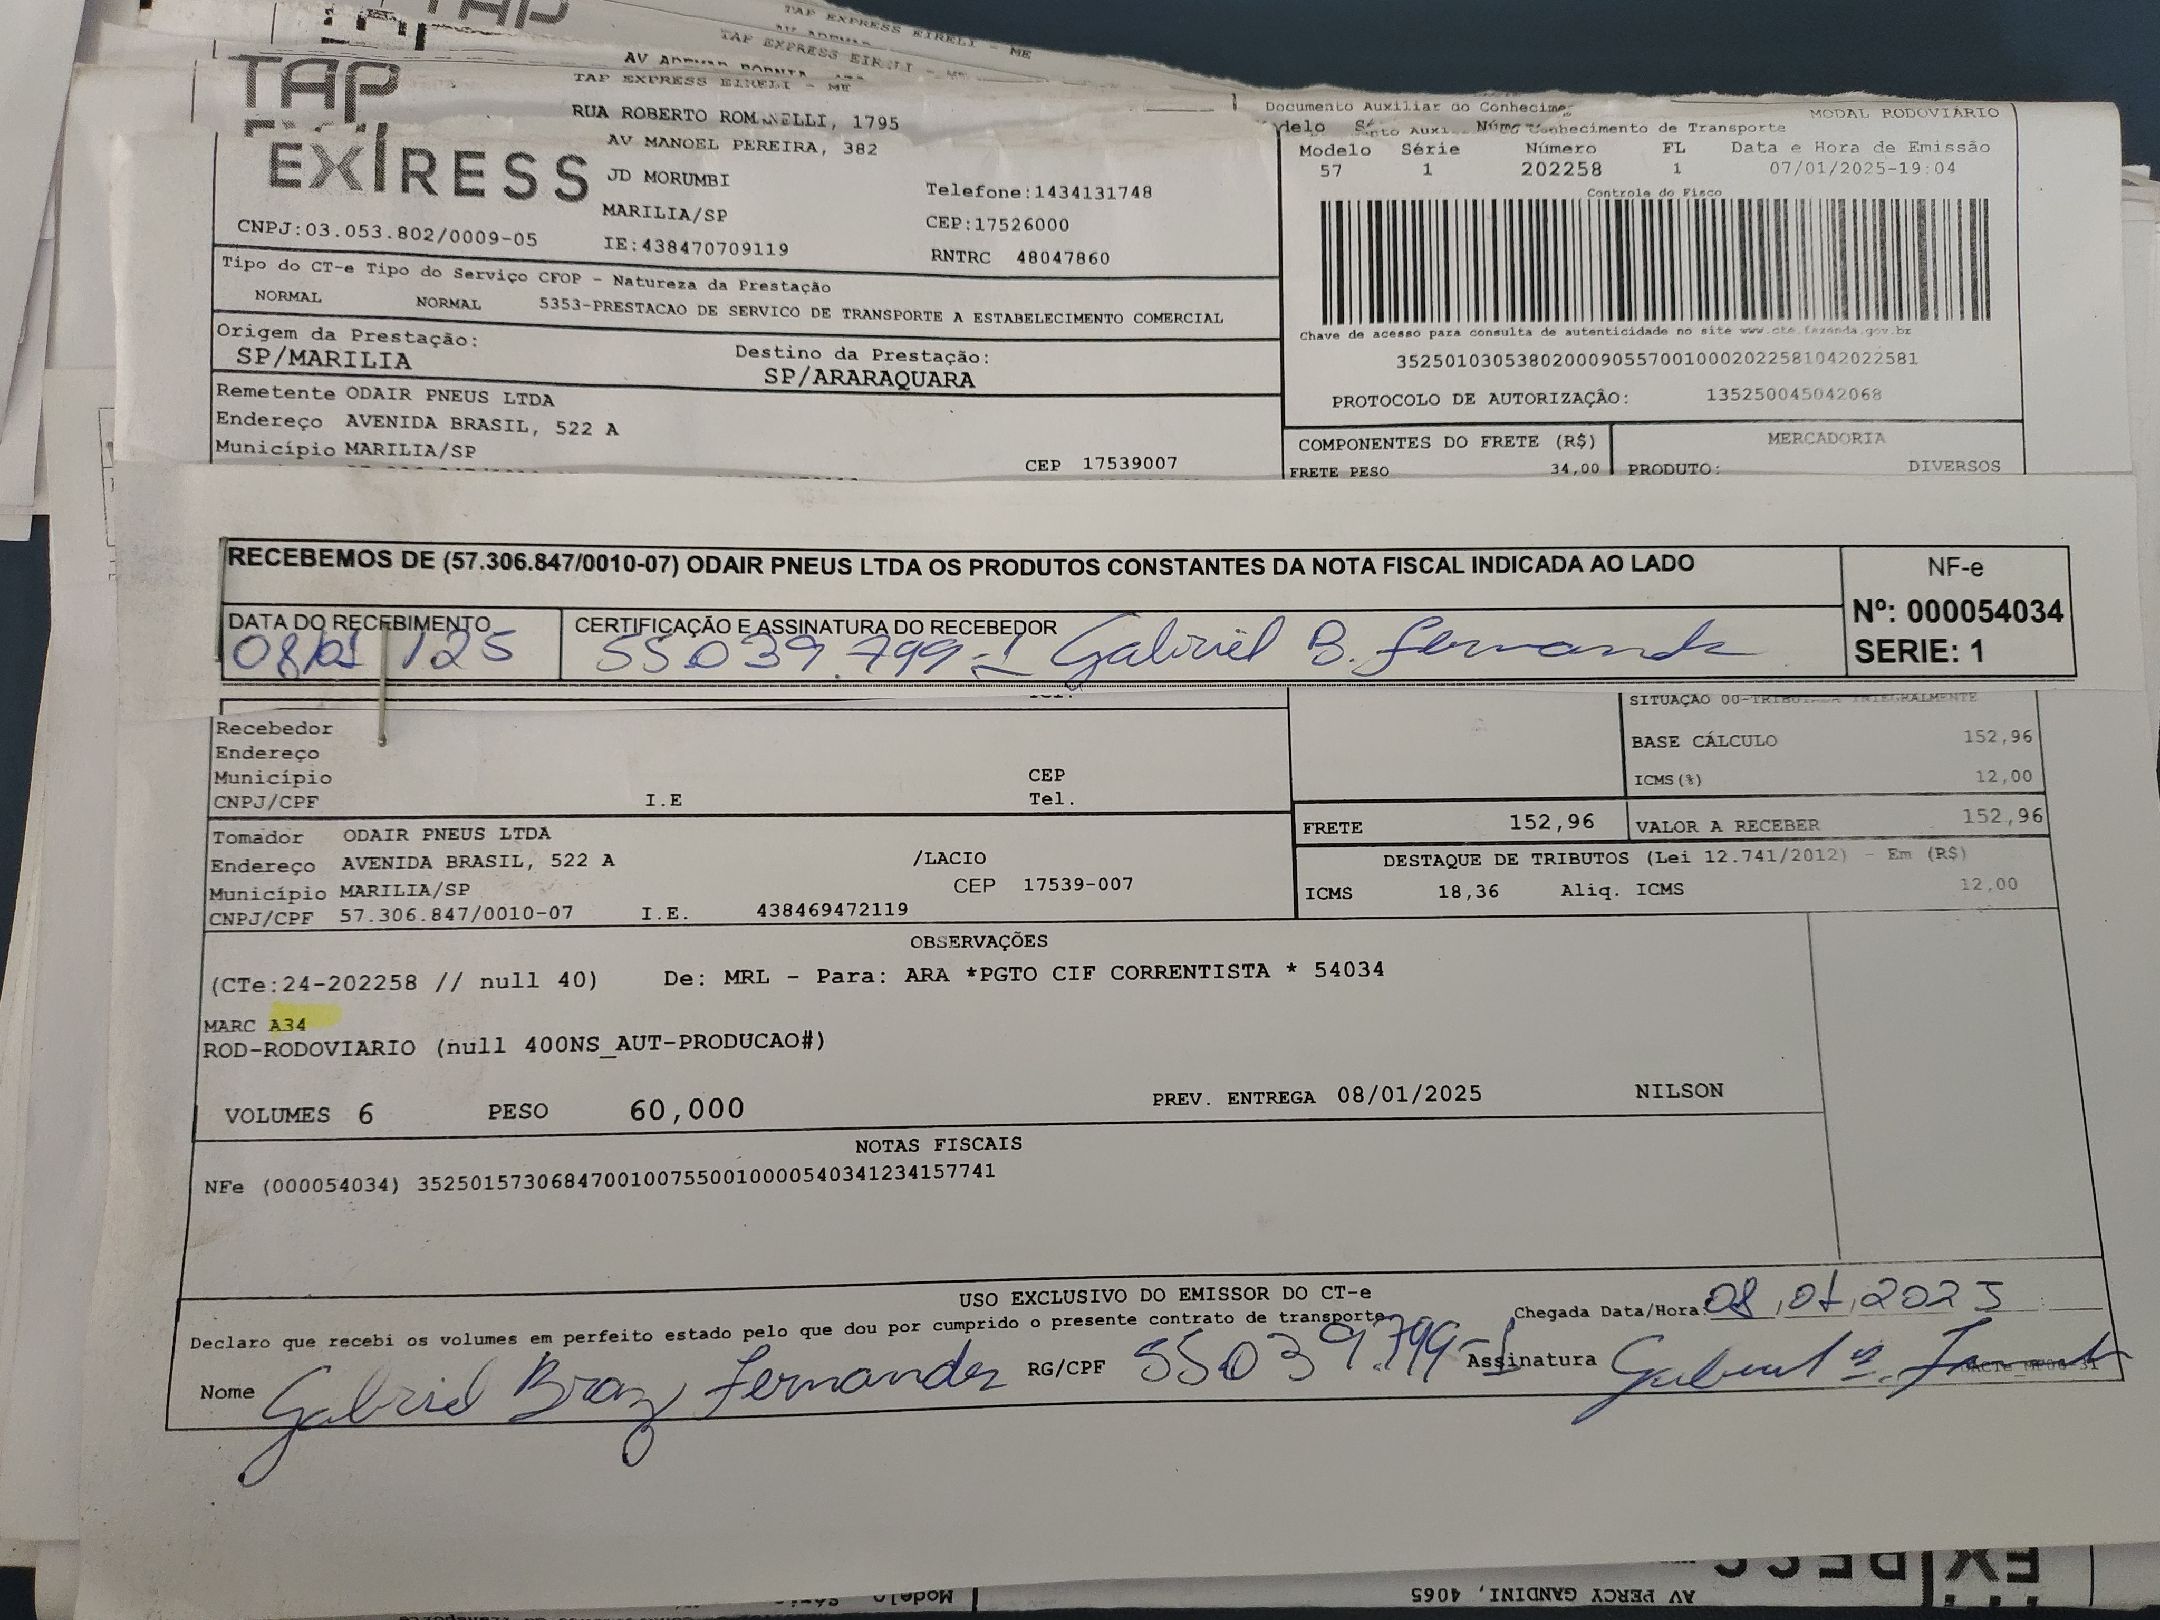 TAP EXPRESS EIRELI - ME
TAP EXPRESS EIRELI - ME
TAP
TAP EXPRESS EIRELI - ME
RUA ROBERTO ROMANELLI, 1795
AV MANOEL PEREIRA, 382
EXPRESS
JD MORUMBI
Telefone:1434131748
MARILIA/SP
CEP:17526000
CNPJ:03.053.802/0009-05
IE:438470709119
RNTRC 48047860
Documento Auxiliar do Conhecime
MODAL RODOVIÁRIO
Conhecimento de Transporte
Modelo Série Número FL Data e Hora de Emissão
57 1 202258 1 07/01/2025-19:04
Controle do Fisco
Chave de acesso para consulta de autenticidade no site www.cte.fazenda.gov.br
35250103053802000905570010002022581042022581
PROTOCOLO DE AUTORIZAÇÃO: 135250045042068
Tipo do CT-e Tipo do Serviço CFOP - Natureza da Prestação
NORMAL NORMAL 5353-PRESTACAO DE SERVICO DE TRANSPORTE A ESTABELECIMENTO COMERCIAL
Origem da Prestação:
SP/MARILIA
Destino da Prestação:
SP/ARARAQUARA
Remetente ODAIR PNEUS LTDA
Endereço AVENIDA BRASIL, 522 A
Município MARILIA/SP
CEP 17539007
COMPONENTES DO FRETE (R$) MERCADORIA
FRETE PESO 34,00 PRODUTO: DIVERSOS
RECEBEMOS DE (57.306.847/0010-07) ODAIR PNEUS LTDA OS PRODUTOS CONSTANTES DA NOTA FISCAL INDICADA AO LADO
NF-e
Nº: 000054034
SERIE: 1
DATA DO RECEBIMENTO
08/01/25
CERTIFICAÇÃO E ASSINATURA DO RECEBEDOR
55039.799-1 Gabriel B. Fernandes
SITUAÇÃO 00-TRIBUTADA INTEGRALMENTE
BASE CÁLCULO 152,96
ICMS(%) 12,00
Recebedor
Endereço
Município CEP
CNPJ/CPF I.E Tel.
FRETE 152,96 VALOR A RECEBER 152,96
Tomador ODAIR PNEUS LTDA
Endereço AVENIDA BRASIL, 522 A /LACIO
Município MARILIA/SP CEP 17539-007
CNPJ/CPF 57.306.847/0010-07 I.E. 438469472119
DESTAQUE DE TRIBUTOS (Lei 12.741/2012) - Em (R$)
ICMS 18,36 Aliq. ICMS 12,00
OBSERVAÇÕES
(CTe:24-202258 // null 40) De: MRL - Para: ARA *PGTO CIF CORRENTISTA * 54034
MARC A34
ROD-RODOVIARIO (null 400NS_AUT-PRODUCAO#)
VOLUMES 6 PESO 60,000 PREV. ENTREGA 08/01/2025 NILSON
NOTAS FISCAIS
NFe (000054034) 35250157306847001007550010000540341234157741
USO EXCLUSIVO DO EMISSOR DO CT-e
Declaro que recebi os volumes em perfeito estado pelo que dou por cumprido o presente contrato de transporte
Chegada Data/Hora: 08,01,2025
Nome Gabriel Braz Fernandes RG/CPF 55039.799-1 Assinatura Gabriel B. Fernandes
AV PERCY GANDINI, 4065
Modelo Série